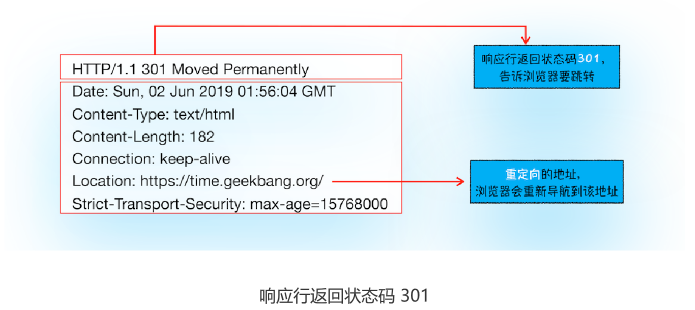 HTTP/1.1 301 Moved Permanently
响应行返回状态码301，
告诉浏览器要跳转
Date: Sun, 02 Jun 2019 01:56:04 GMT
Content-Type: text/html
Content-Length: 182
Connection: keep-alive
Location: https://time.geekbang.org/
Strict-Transport-Security: max-age=15768000
重定向的地址，
浏览器会重新导航到该地址
响应行返回状态码 301